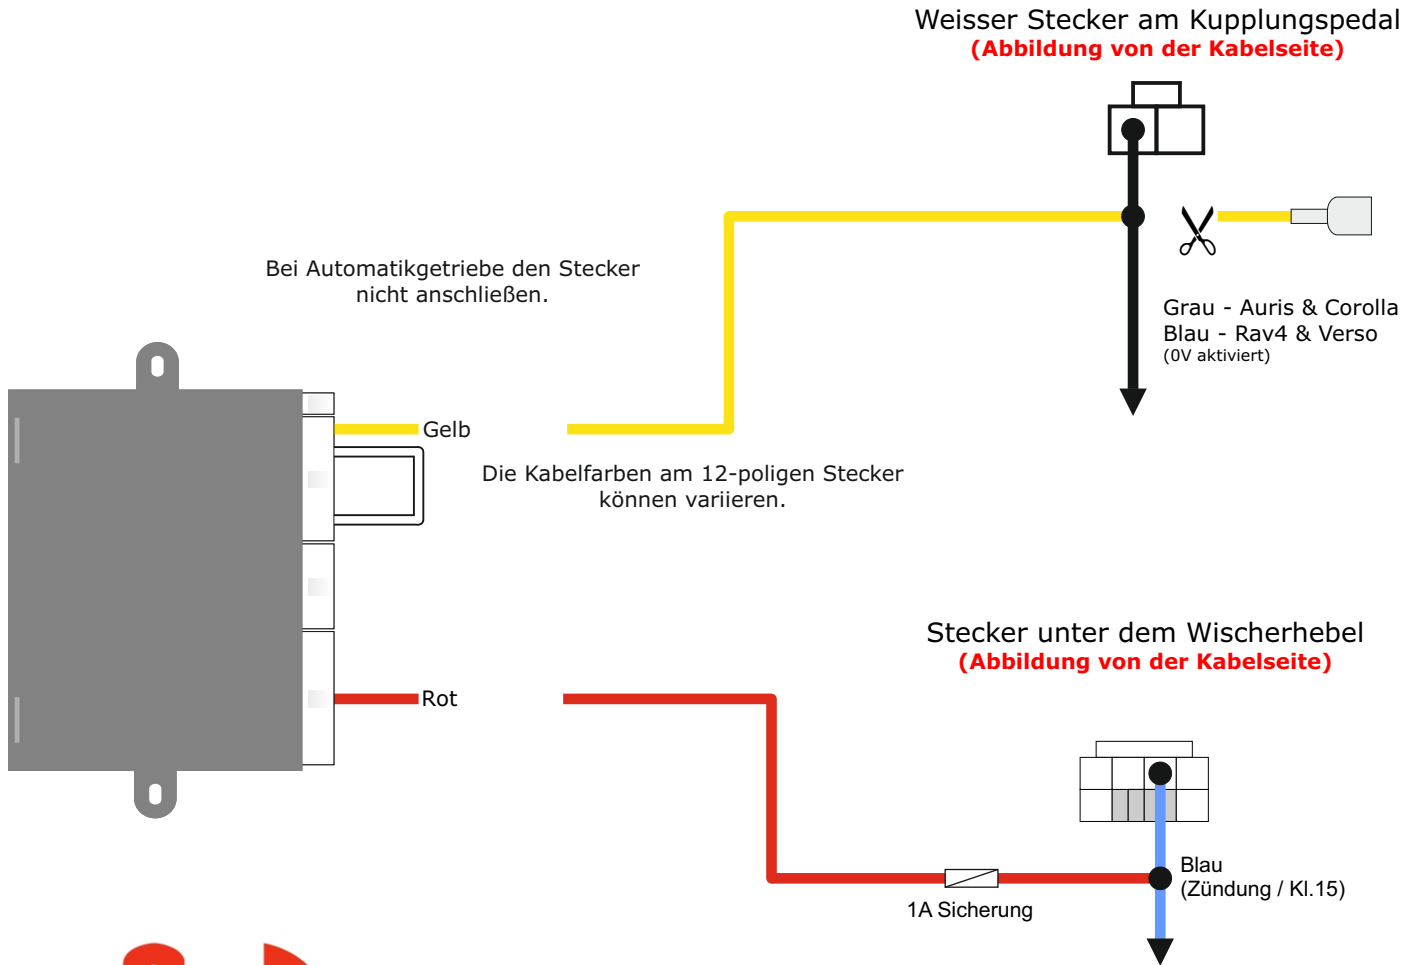 Weisser Stecker am Kupplungspedal
(Abbildung von der Kabelseite)
Bei Automatikgetriebe den Stecker
nicht anschließen.
Grau - Auris & Corolla
Blau - Rav4 & Verso
(0V aktiviert)
Gelb
Die Kabelfarben am 12-poligen Stecker
können variieren.
Stecker unter dem Wischerhebel
(Abbildung von der Kabelseite)
Rot
Blau
(Zündung / Kl.15)
1A Sicherung